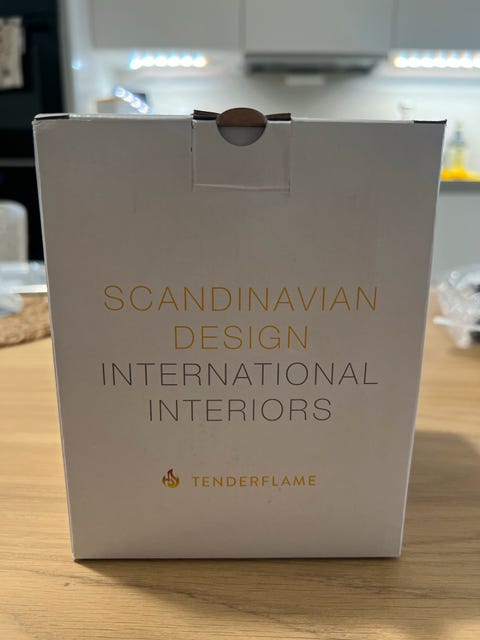 SCANDINAVIAN
DESIGN
INTERNATIONAL
INTERIORS
TENDERFLAME